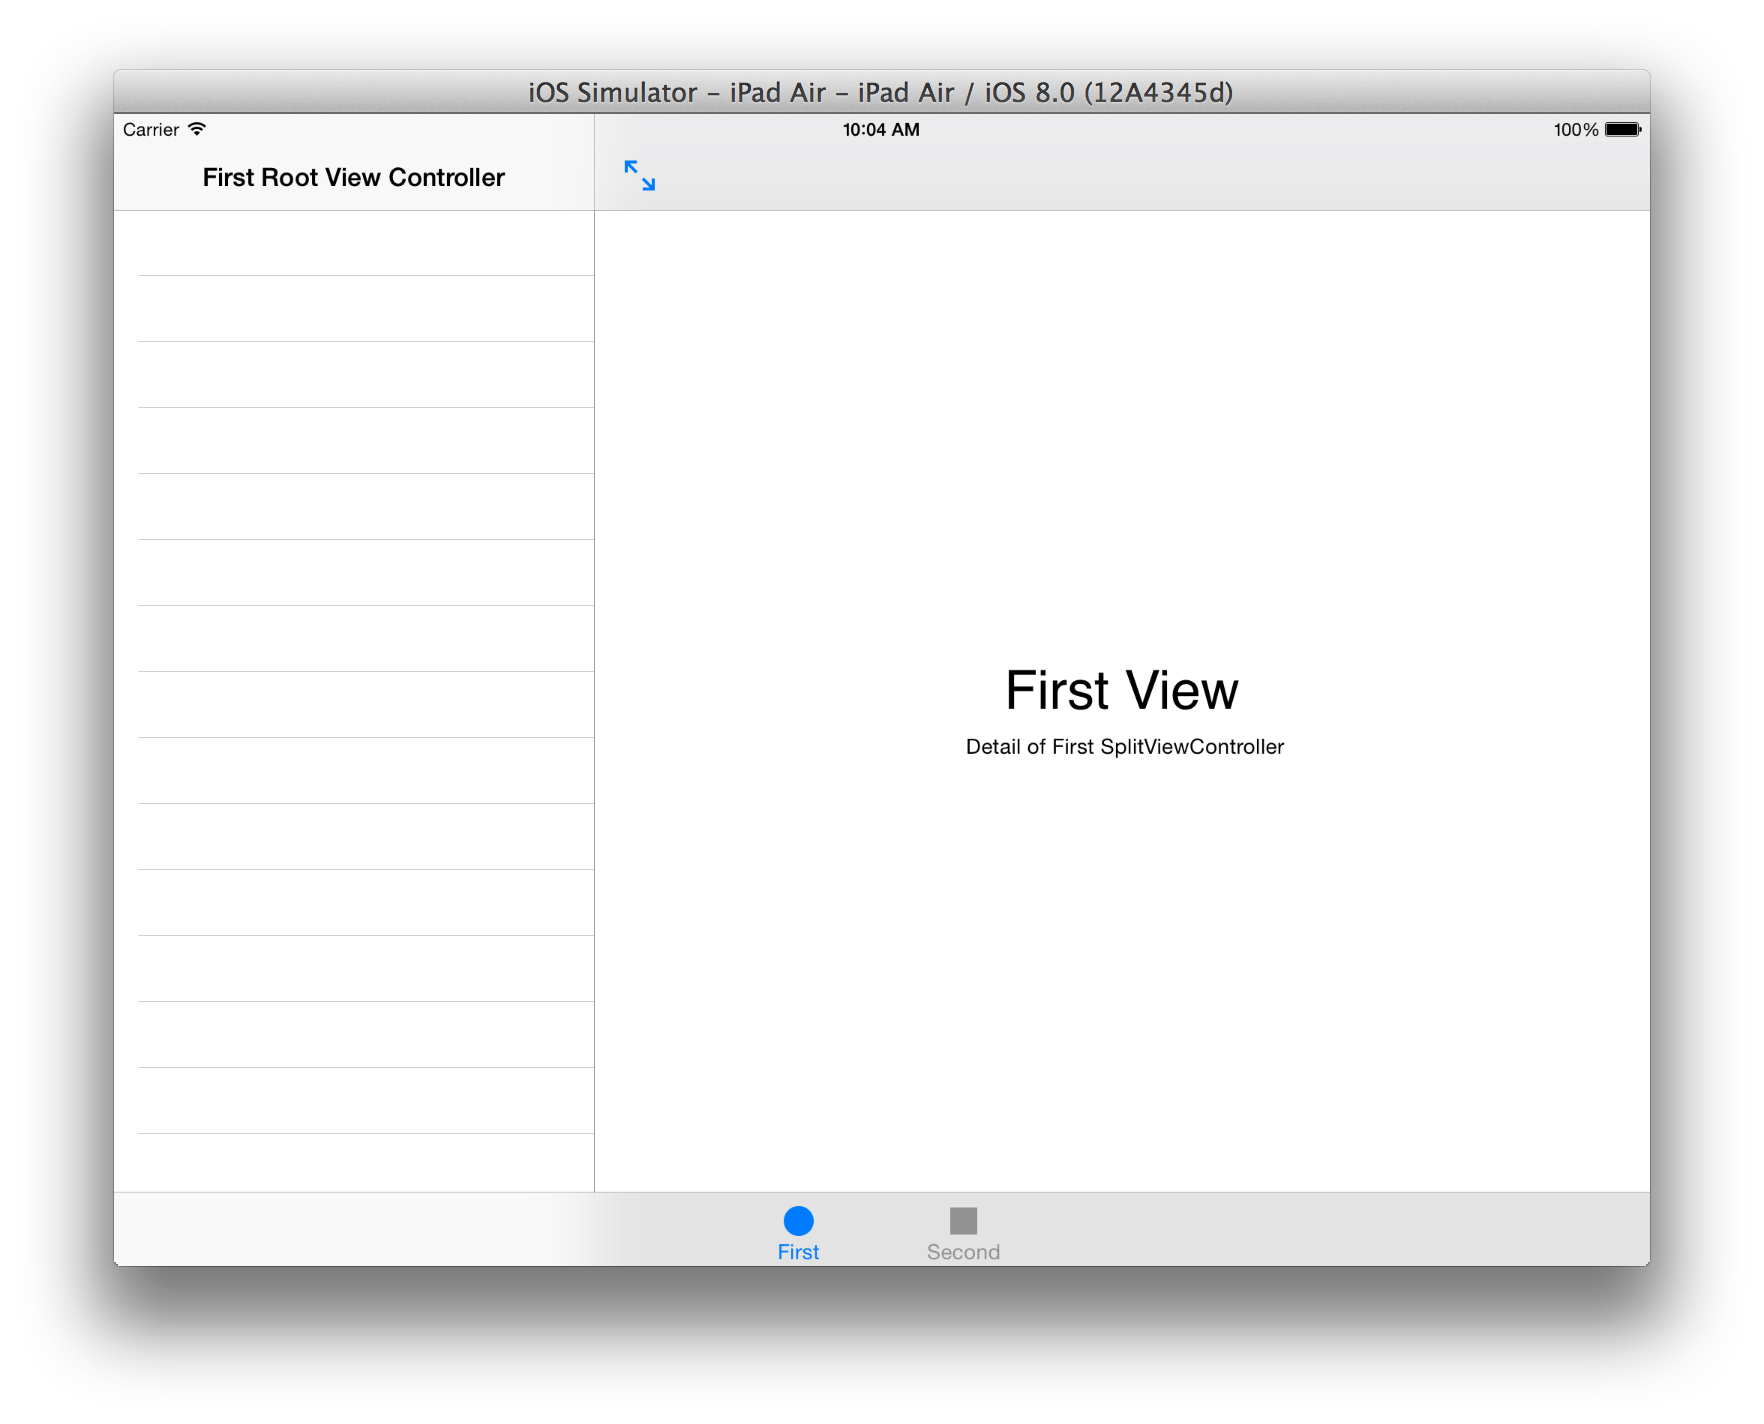 iOS Simulator – iPad Air – iPad Air / iOS 8.0 (12A4345d)
Carrier 10:04 AM 100%
First Root View Controller
First View
Detail of First SplitViewController
First Second